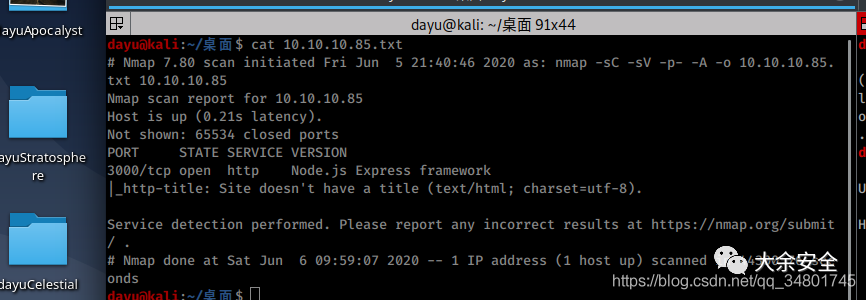 ayuApocalyst
ayuStratosphe
re
dayuCelestial
dayu@kali: ~/桌面 91x44
dayu@kali:~/桌面$ cat 10.10.10.85.txt
# Nmap 7.80 scan initiated Fri Jun  5 21:40:46 2020 as: nmap -sC -sV -p- -A -o 10.10.10.85.
txt 10.10.10.85
Nmap scan report for 10.10.10.85
Host is up (0.21s latency).
Not shown: 65534 closed ports
PORT     STATE SERVICE VERSION
3000/tcp open  http    Node.js Express framework
|_http-title: Site doesn't have a title (text/html; charset=utf-8).
Service detection performed. Please report any incorrect results at https://nmap.org/submit
/ .
# Nmap done at Sat Jun  6 09:59:07 2020 -- 1 IP address (1 host up) scanned
onds
dayu@kali:~/桌面$
大余安全
https://blog.csdn.net/qq_34801745